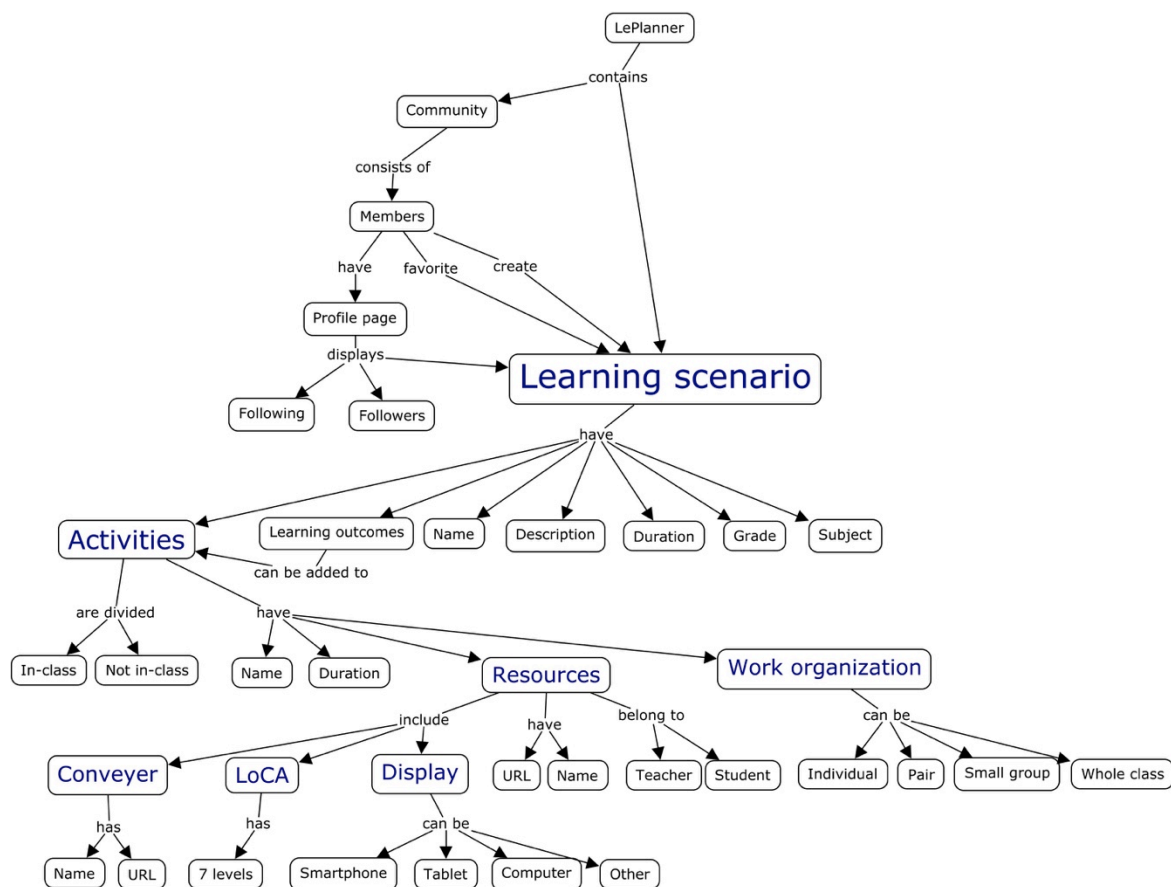 LePlanner
contains
Community
consists of
Members
have
favorite
create
Profile page
displays
Learning scenario
Following
Followers
have
Activities
Learning outcomes
Name
Description
Duration
Grade
Subject
can be added to
are divided
have
In-class
Not in-class
Name
Duration
Resources
Work organization
include
have
belong to
can be
Conveyer
LoCA
Display
URL
Name
Teacher
Student
Individual
Pair
Small group
Whole class
has
has
can be
Name
URL
7 levels
Smartphone
Tablet
Computer
Other